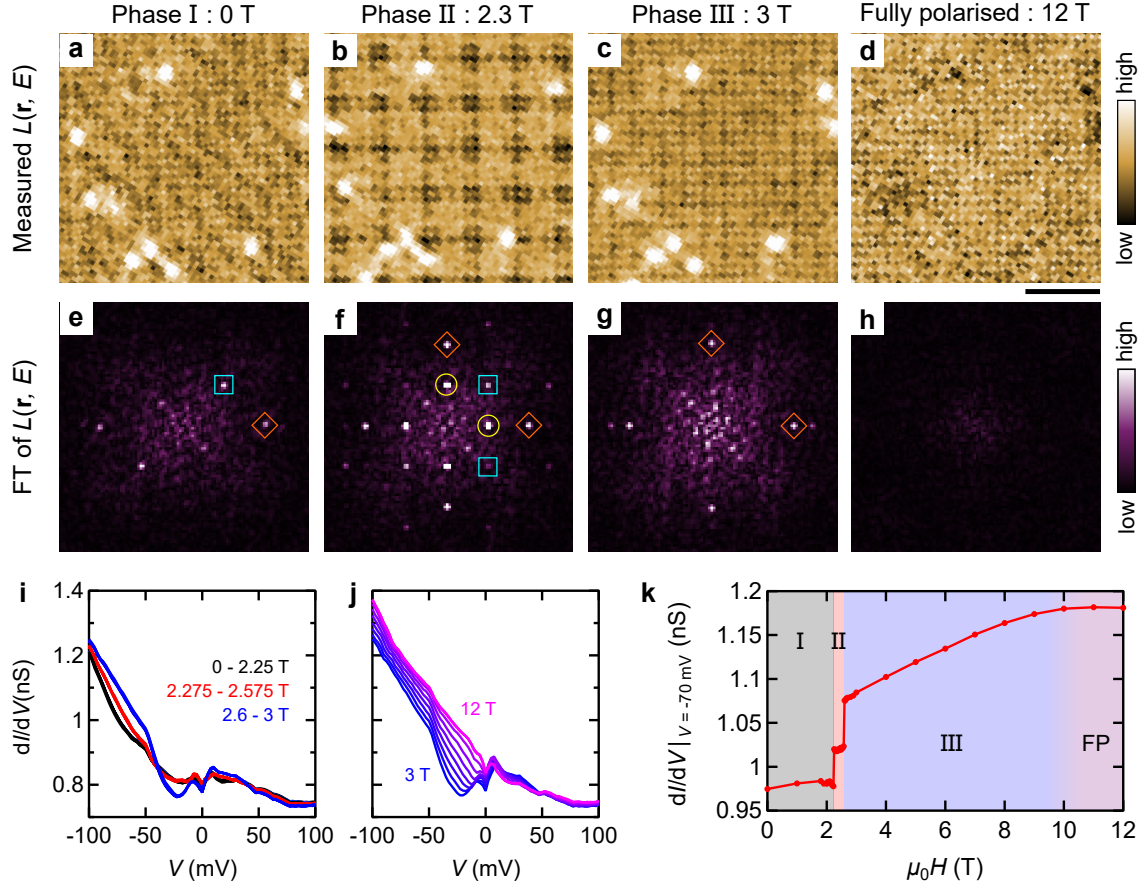 Phase I : 0 T
Phase II : 2.3 T
Phase III : 3 T
Fully polarised : 12 T
a
b
c
d
Measured L(r, E)
high
low
e
f
g
h
FT of L(r, E)
high
low
i
1.4
1.2
1.0
0.8
dI/dV(nS)
0 - 2.25 T
2.275 - 2.575 T
2.6 - 3 T
-100
-50
0
50
100
V (mV)
j
12 T
3 T
-100
-50
0
50
100
V (mV)
k
1.20
1.15
1.10
1.05
1
0.95
dI/dV|V = -70 mV (nS)
I
II
III
FP
0
2
4
6
8
10
12
μ0H (T)